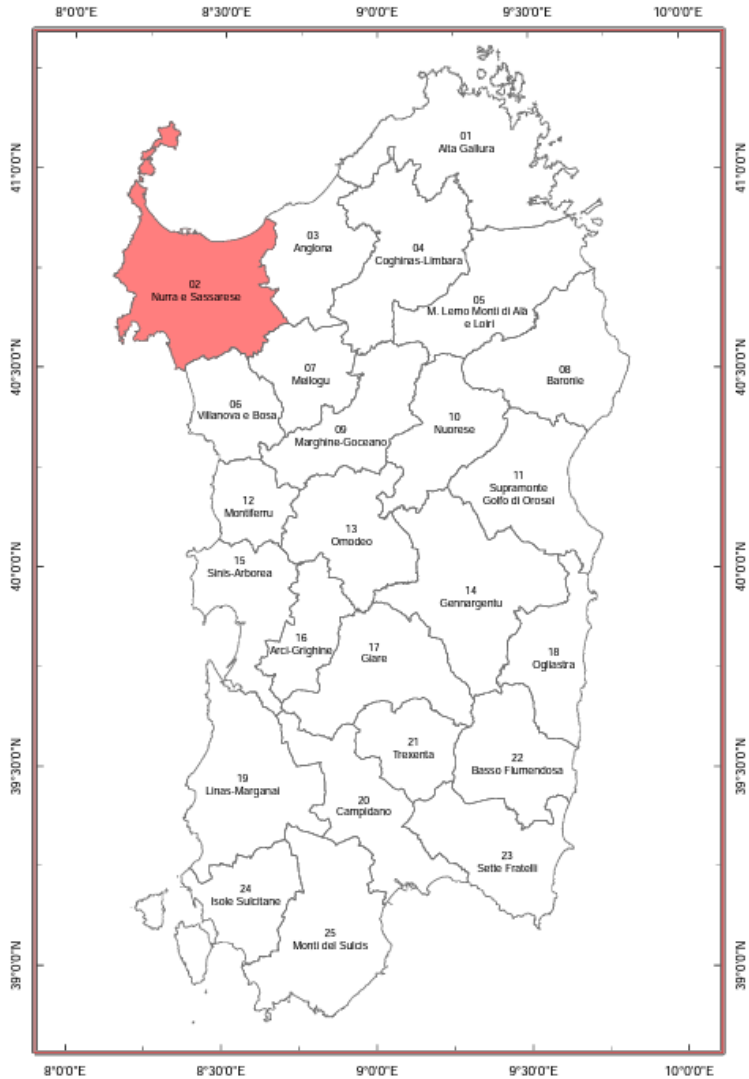 8°0'0"E 8°30'0"E 9°0'0"E 9°30'0"E 10°0'0"E
41°0'0"N
40°30'0"N
40°0'0"N
39°30'0"N
39°0'0"N
01
Alta Gallura
02
Nurra e Sassarese
03
Anglona
04
Coghinas-Limbara
05
M. Lerno Monti di Alà
e Loiri
06
Villanova e Bosa
07
Meilogu
08
Baronie
09
Marghine-Goceano
10
Nuorese
11
Supramonte
Golfo di Orosei
12
Montiferru
13
Omodeo
14
Gennargentu
15
Sinis-Arborea
16
Arci-Grighine
17
Giare
18
Ogliastra
19
Linas-Marganai
20
Campidano
21
Trexenta
22
Basso Flumendosa
23
Sette Fratelli
24
Isole Sulcitane
25
Monti del Sulcis
41°0'0"N
40°30'0"N
40°0'0"N
39°30'0"N
39°0'0"N
8°0'0"E 8°30'0"E 9°0'0"E 9°30'0"E 10°0'0"E